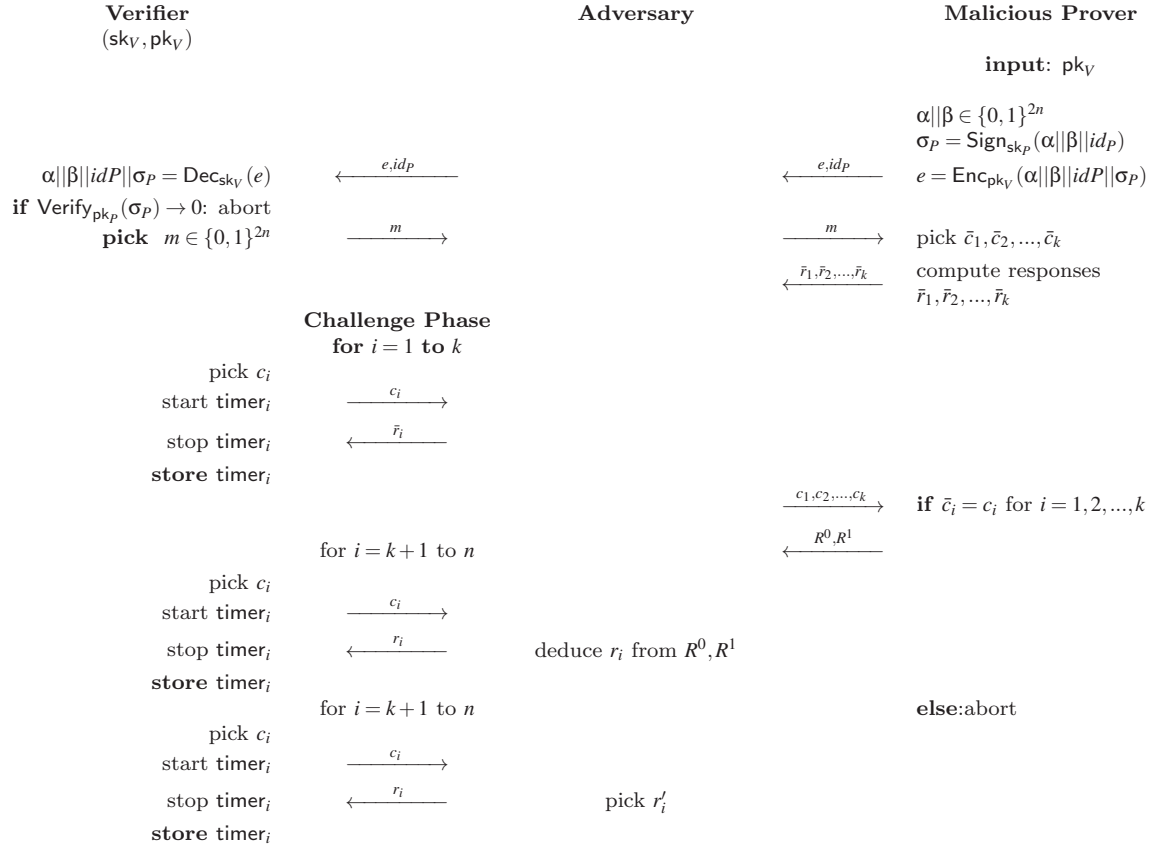 Verifier Adversary Malicious Prover
(sk_V, pk_V)
input: pk_V
α||β ∈ {0,1}^{2n}
σ_P = Sign_{sk_P}(α||β||id_P)
α||β||idP||σ_P = Dec_{sk_V}(e) ←e,id_P ←e,id_P e = Enc_{pk_V}(α||β||idP||σ_P)
if Verify_{pk_P}(σ_P) → 0: abort
pick m ∈ {0,1}^{2n} m→ m→ pick c̄_1, c̄_2, ..., c̄_k
←r̄_1,r̄_2,...,r̄_k compute responses
r̄_1, r̄_2, ..., r̄_k
Challenge Phase
for i = 1 to k
pick c_i
start timer_i c_i→
stop timer_i ←r̄_i
store timer_i
c_1,c_2,...,c_k→ if c̄_i = c_i for i = 1, 2, ..., k
for i = k+1 to n ←R^0,R^1
pick c_i
start timer_i c_i→
stop timer_i ←r_i deduce r_i from R^0, R^1
store timer_i
for i = k+1 to n else:abort
pick c_i
start timer_i c_i→
stop timer_i ←r_i pick r'_i
store timer_i